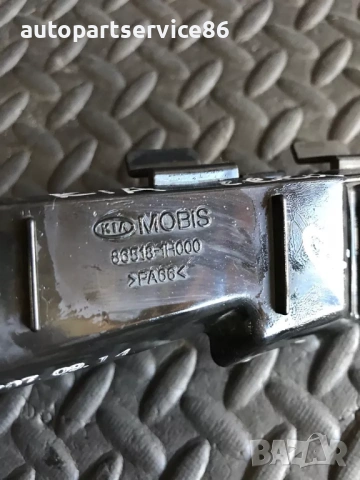 autopartservice86
KIA MOBIS
86518-1H000
>PA66<
BAZAR